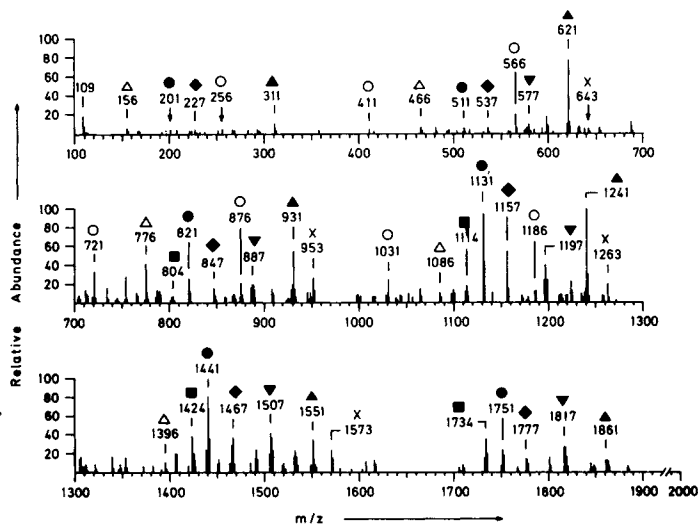 100 80 60 40 20
109 156 201 227 256 311 411 466 511 537 566 577 621 X 643
100 200 300 400 500 600 700
100 80 60 40 20
721 776 804 821 847 876 887 931 X 953 1031 1086 1114 1131 1157 1186 1197 1241 X 1263
700 800 900 1000 1100 1200 1300
100 80 60 40 20
1396 1424 1441 1467 1507 1551 X 1573 1734 1751 1777 1817 1861
1300 1400 1500 1600 1700 1800 1900 2000
Relative Abundance
m/z